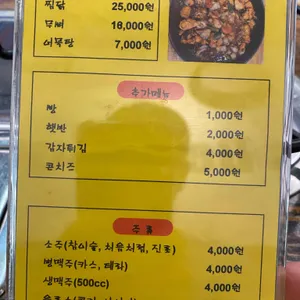 찜닭 25,000원
무뼈 16,000원
어묵탕 7,000원
추가메뉴
빵 1,000원
햇반 2,000원
감자튀김 4,000원
콘치즈 5,000원
주류
소주(참이슬, 처음처럼, 진로) 4,000원
병맥주(카스, 테라) 4,000원
생맥주(500cc) 4,000원